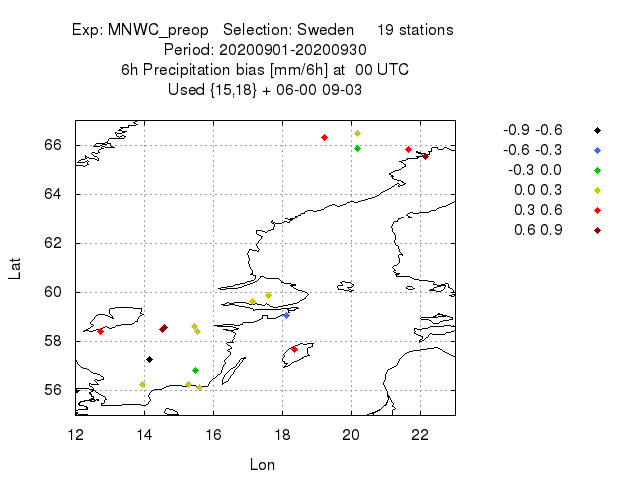 Exp: MNWC_preop   Selection: Sweden     19 stations
Period: 20200901-20200930
6h Precipitation bias [mm/6h] at  00 UTC
Used {15,18} + 06-00 09-03
-0.9 -0.6
-0.6 -0.3
-0.3 0.0
0.0 0.3
0.3 0.6
0.6 0.9
66
64
62
60
58
56
Lat
12 14 16 18 20 22
Lon